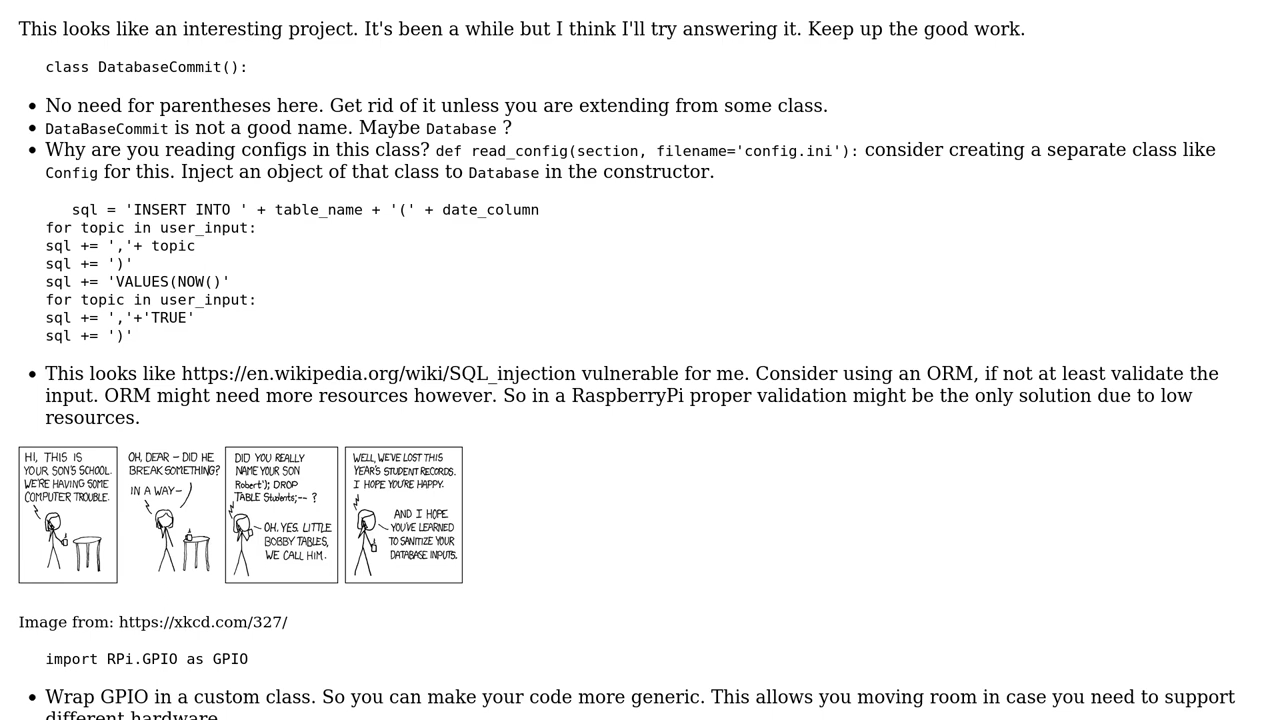 This looks like an interesting project. It's been a while but I think I'll try answering it. Keep up the good work.
class DatabaseCommit():
No need for parentheses here. Get rid of it unless you are extending from some class.
DataBaseCommit is not a good name. Maybe Database ?
Why are you reading configs in this class? def read_config(section, filename='config.ini'): consider creating a separate class like
Config for this. Inject an object of that class to Database in the constructor.
sql = 'INSERT INTO ' + table_name + '(' + date_column
for topic in user_input:
sql += ','+ topic
sql += ')'
sql += 'VALUES(NOW()'
for topic in user_input:
sql += ','+'TRUE'
sql += ')'
This looks like https://en.wikipedia.org/wiki/SQL_injection vulnerable for me. Consider using an ORM, if not at least validate the
input. ORM might need more resources however. So in a RaspberryPi proper validation might be the only solution due to low
resources.
HI, THIS IS
YOUR SON'S SCHOOL.
WE'RE HAVING SOME
COMPUTER TROUBLE.
OH, DEAR – DID HE
BREAK SOMETHING?
IN A WAY–
DID YOU REALLY
NAME YOUR SON
Robert'); DROP
TABLE Students;-- ?
OH. YES. LITTLE
BOBBY TABLES,
WE CALL HIM.
WELL, WE'VE LOST THIS
YEAR'S STUDENT RECORDS.
I HOPE YOU'RE HAPPY.
AND I HOPE
YOU'VE LEARNED
TO SANITIZE YOUR
DATABASE INPUTS.
Image from: https://xkcd.com/327/
import RPi.GPIO as GPIO
Wrap GPIO in a custom class. So you can make your code more generic. This allows you moving room in case you need to support
different hardware